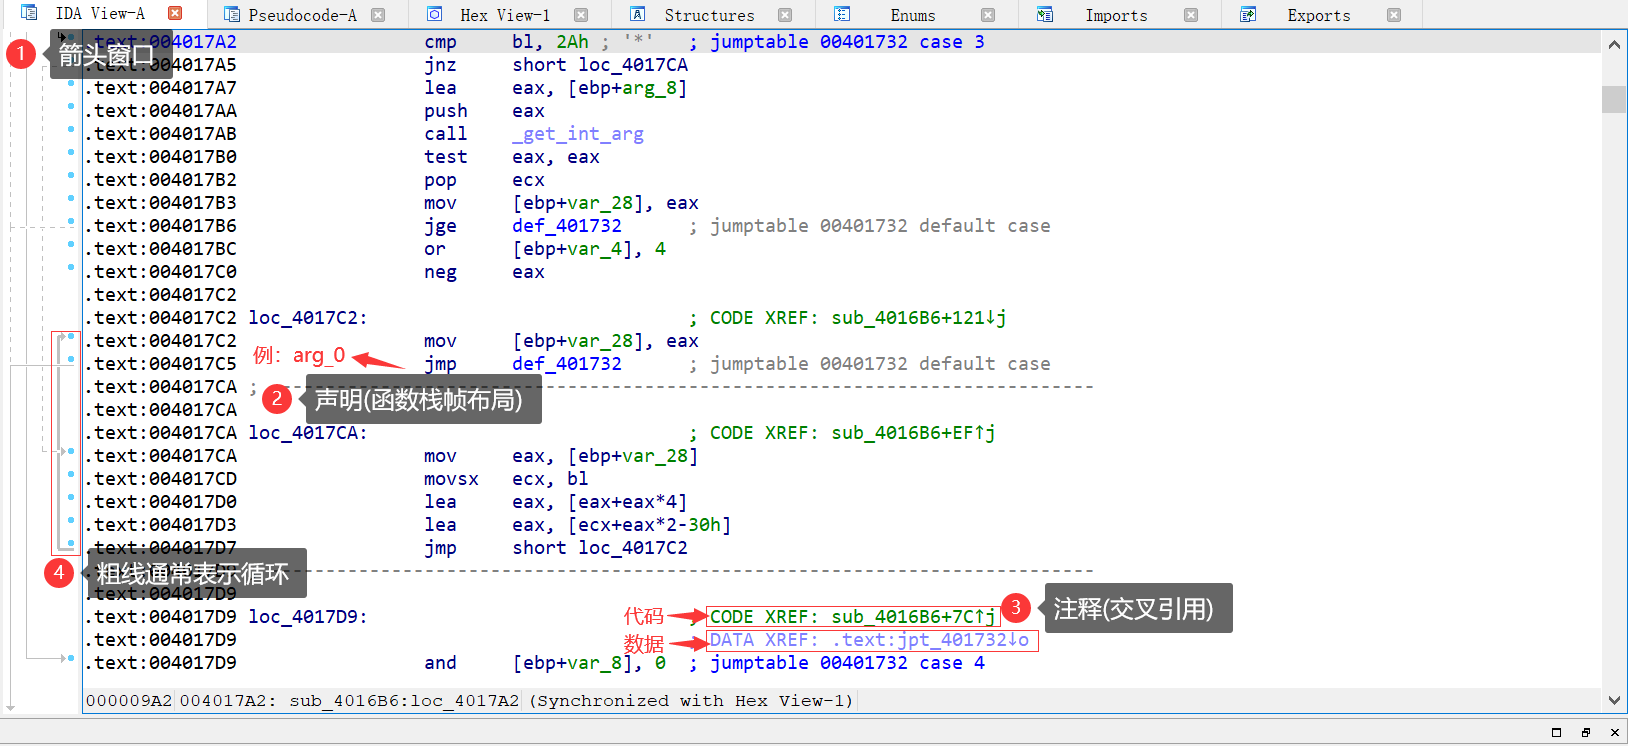 IDA View-A Pseudocode-A Hex View-1 Structures Enums Imports Exports
.text:004017A2 cmp bl, 2Ah ; '*' ; jumptable 00401732 case 3
1 箭头窗口
.text:004017A5 jnz short loc_4017CA
.text:004017A7 lea eax, [ebp+arg_8]
.text:004017AA push eax
.text:004017AB call _get_int_arg
.text:004017B0 test eax, eax
.text:004017B2 pop ecx
.text:004017B3 mov [ebp+var_28], eax
.text:004017B6 jge def_401732 ; jumptable 00401732 default case
.text:004017BC or [ebp+var_4], 4
.text:004017C0 neg eax
.text:004017C2
.text:004017C2 loc_4017C2: ; CODE XREF: sub_4016B6+121↓j
.text:004017C2 mov [ebp+var_28], eax
例：arg_0
.text:004017C5 jmp def_401732 ; jumptable 00401732 default case
.text:004017CA ; ---------------------------------------------------------------------------
2 声明(函数栈帧布局)
.text:004017CA
.text:004017CA loc_4017CA: ; CODE XREF: sub_4016B6+EF↑j
.text:004017CA mov eax, [ebp+var_28]
.text:004017CD movsx ecx, bl
.text:004017D0 lea eax, [eax+eax*4]
.text:004017D3 lea eax, [ecx+eax*2-30h]
.text:004017D7 jmp short loc_4017C2
4 粗线通常表示循环
.text:004017D9
.text:004017D9 loc_4017D9: 代码 ; CODE XREF: sub_4016B6+7C↑j
3 注释(交叉引用)
.text:004017D9 数据 ; DATA XREF: .text:jpt_401732↓o
.text:004017D9 and [ebp+var_8], 0 ; jumptable 00401732 case 4
000009A2 004017A2: sub_4016B6:loc_4017A2 (Synchronized with Hex View-1)